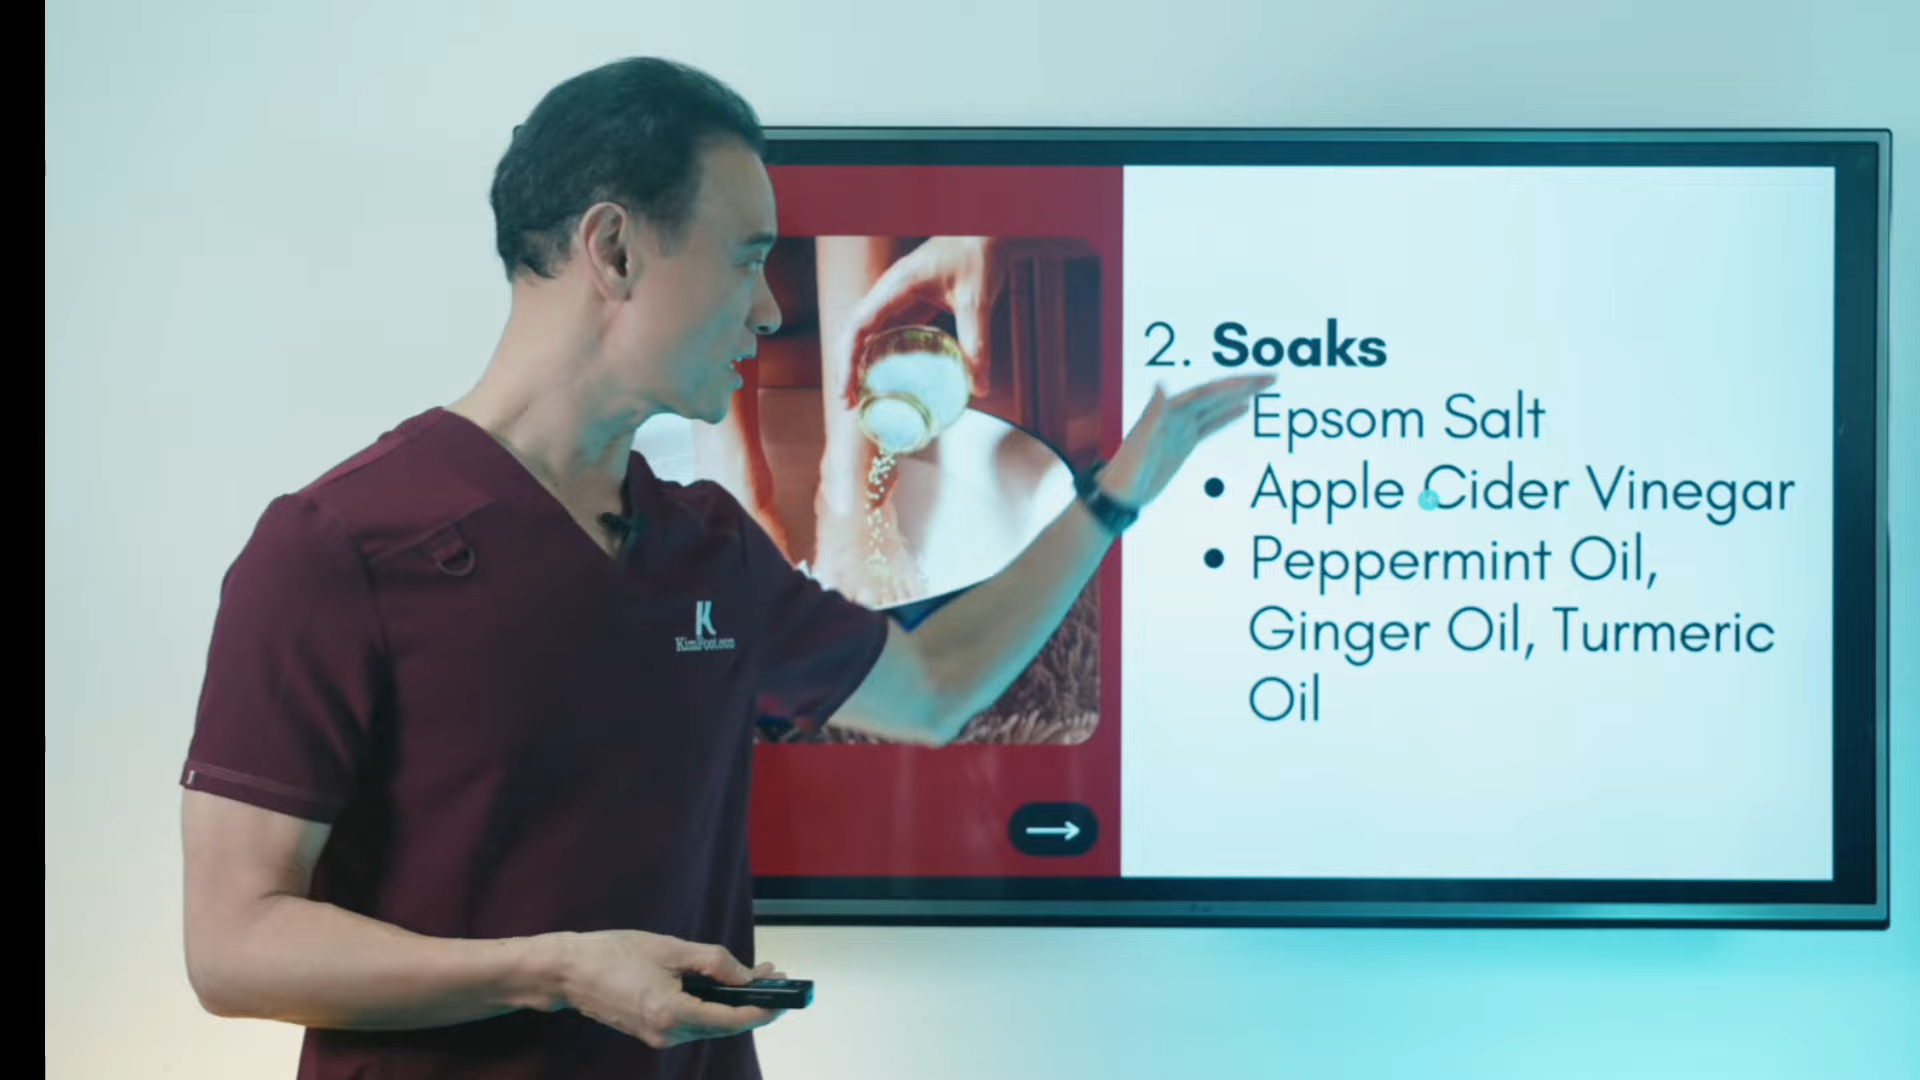 2. Soaks
Epsom Salt
• Apple Cider Vinegar
• Peppermint Oil,
Ginger Oil, Turmeric
Oil
K
KimFoot.com